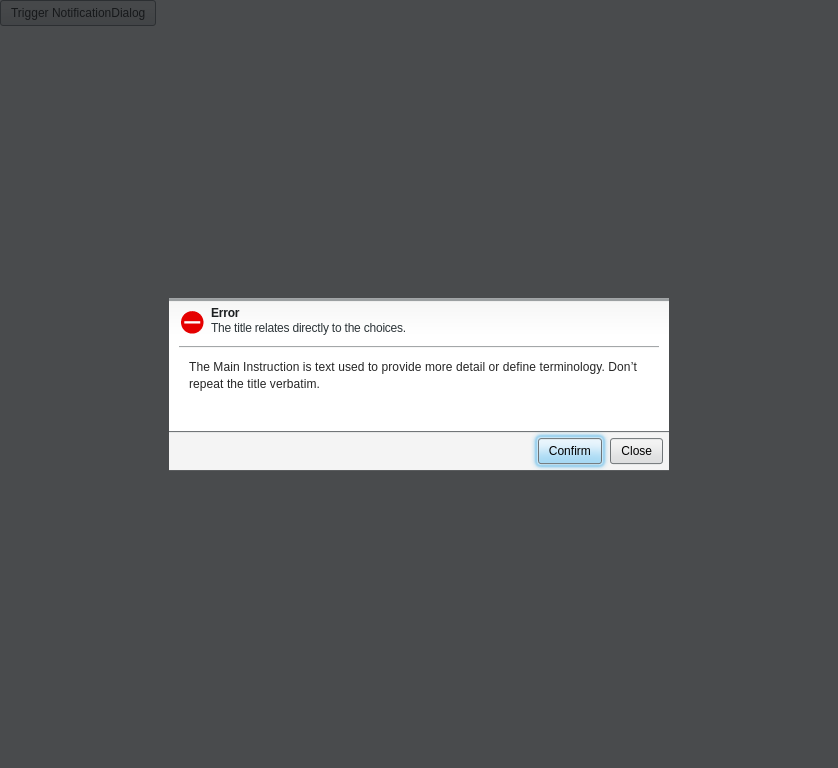 Trigger NotificationDialog
Error
The title relates directly to the choices.
The Main Instruction is text used to provide more detail or define terminology. Don’t
repeat the title verbatim.
Confirm
Close